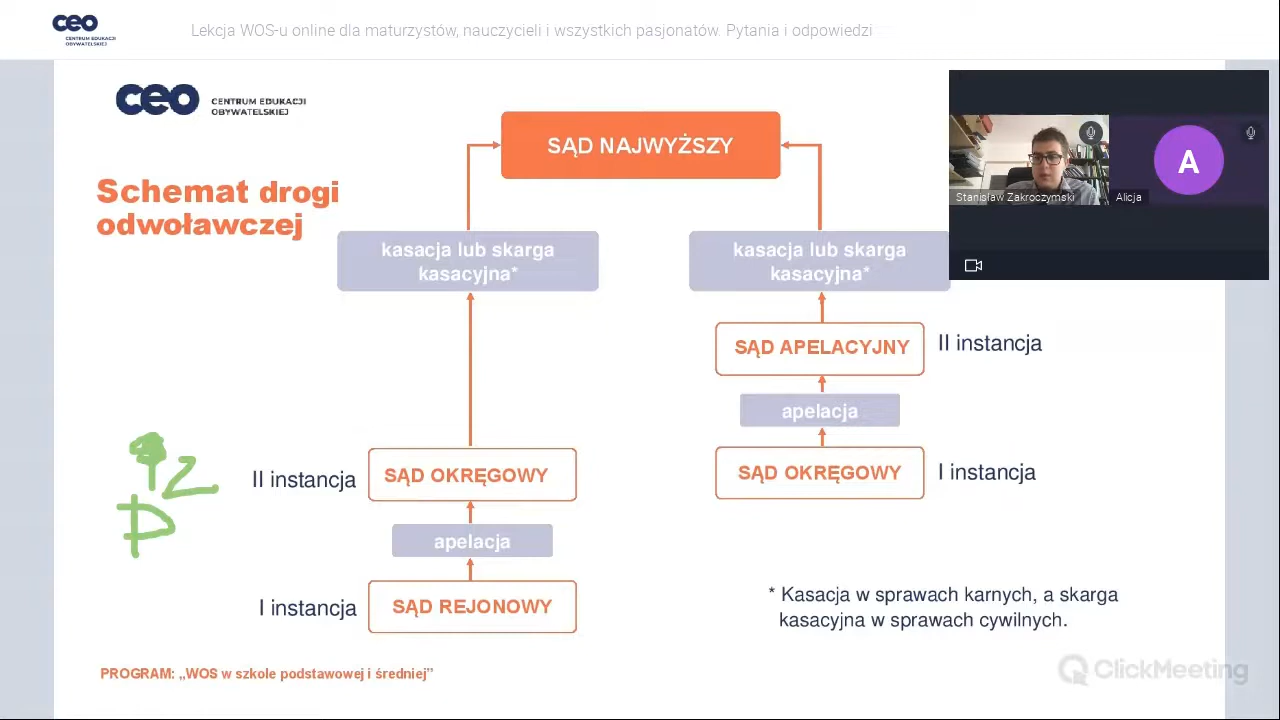 ceo
CENTRUM EDUKACJI
OBYWATELSKIEJ
Lekcja WOS-u online dla maturzystów, nauczycieli i wszystkich pasjonatów. Pytania i odpowiedzi
ceo
CENTRUM EDUKACJI
OBYWATELSKIEJ
Schemat drogi
odwoławczej
SĄD NAJWYŻSZY
Stanisław Zakroczymski
A
Alicja
kasacja lub skarga
kasacyjna*
kasacja lub skarga
kasacyjna*
SĄD APELACYJNY
II instancja
apelacja
II instancja
SĄD OKRĘGOWY
SĄD OKRĘGOWY
I instancja
apelacja
I instancja
SĄD REJONOWY
* Kasacja w sprawach karnych, a skarga
kasacyjna w sprawach cywilnych.
PROGRAM: „WOS w szkole podstawowej i średniej”
ClickMeeting